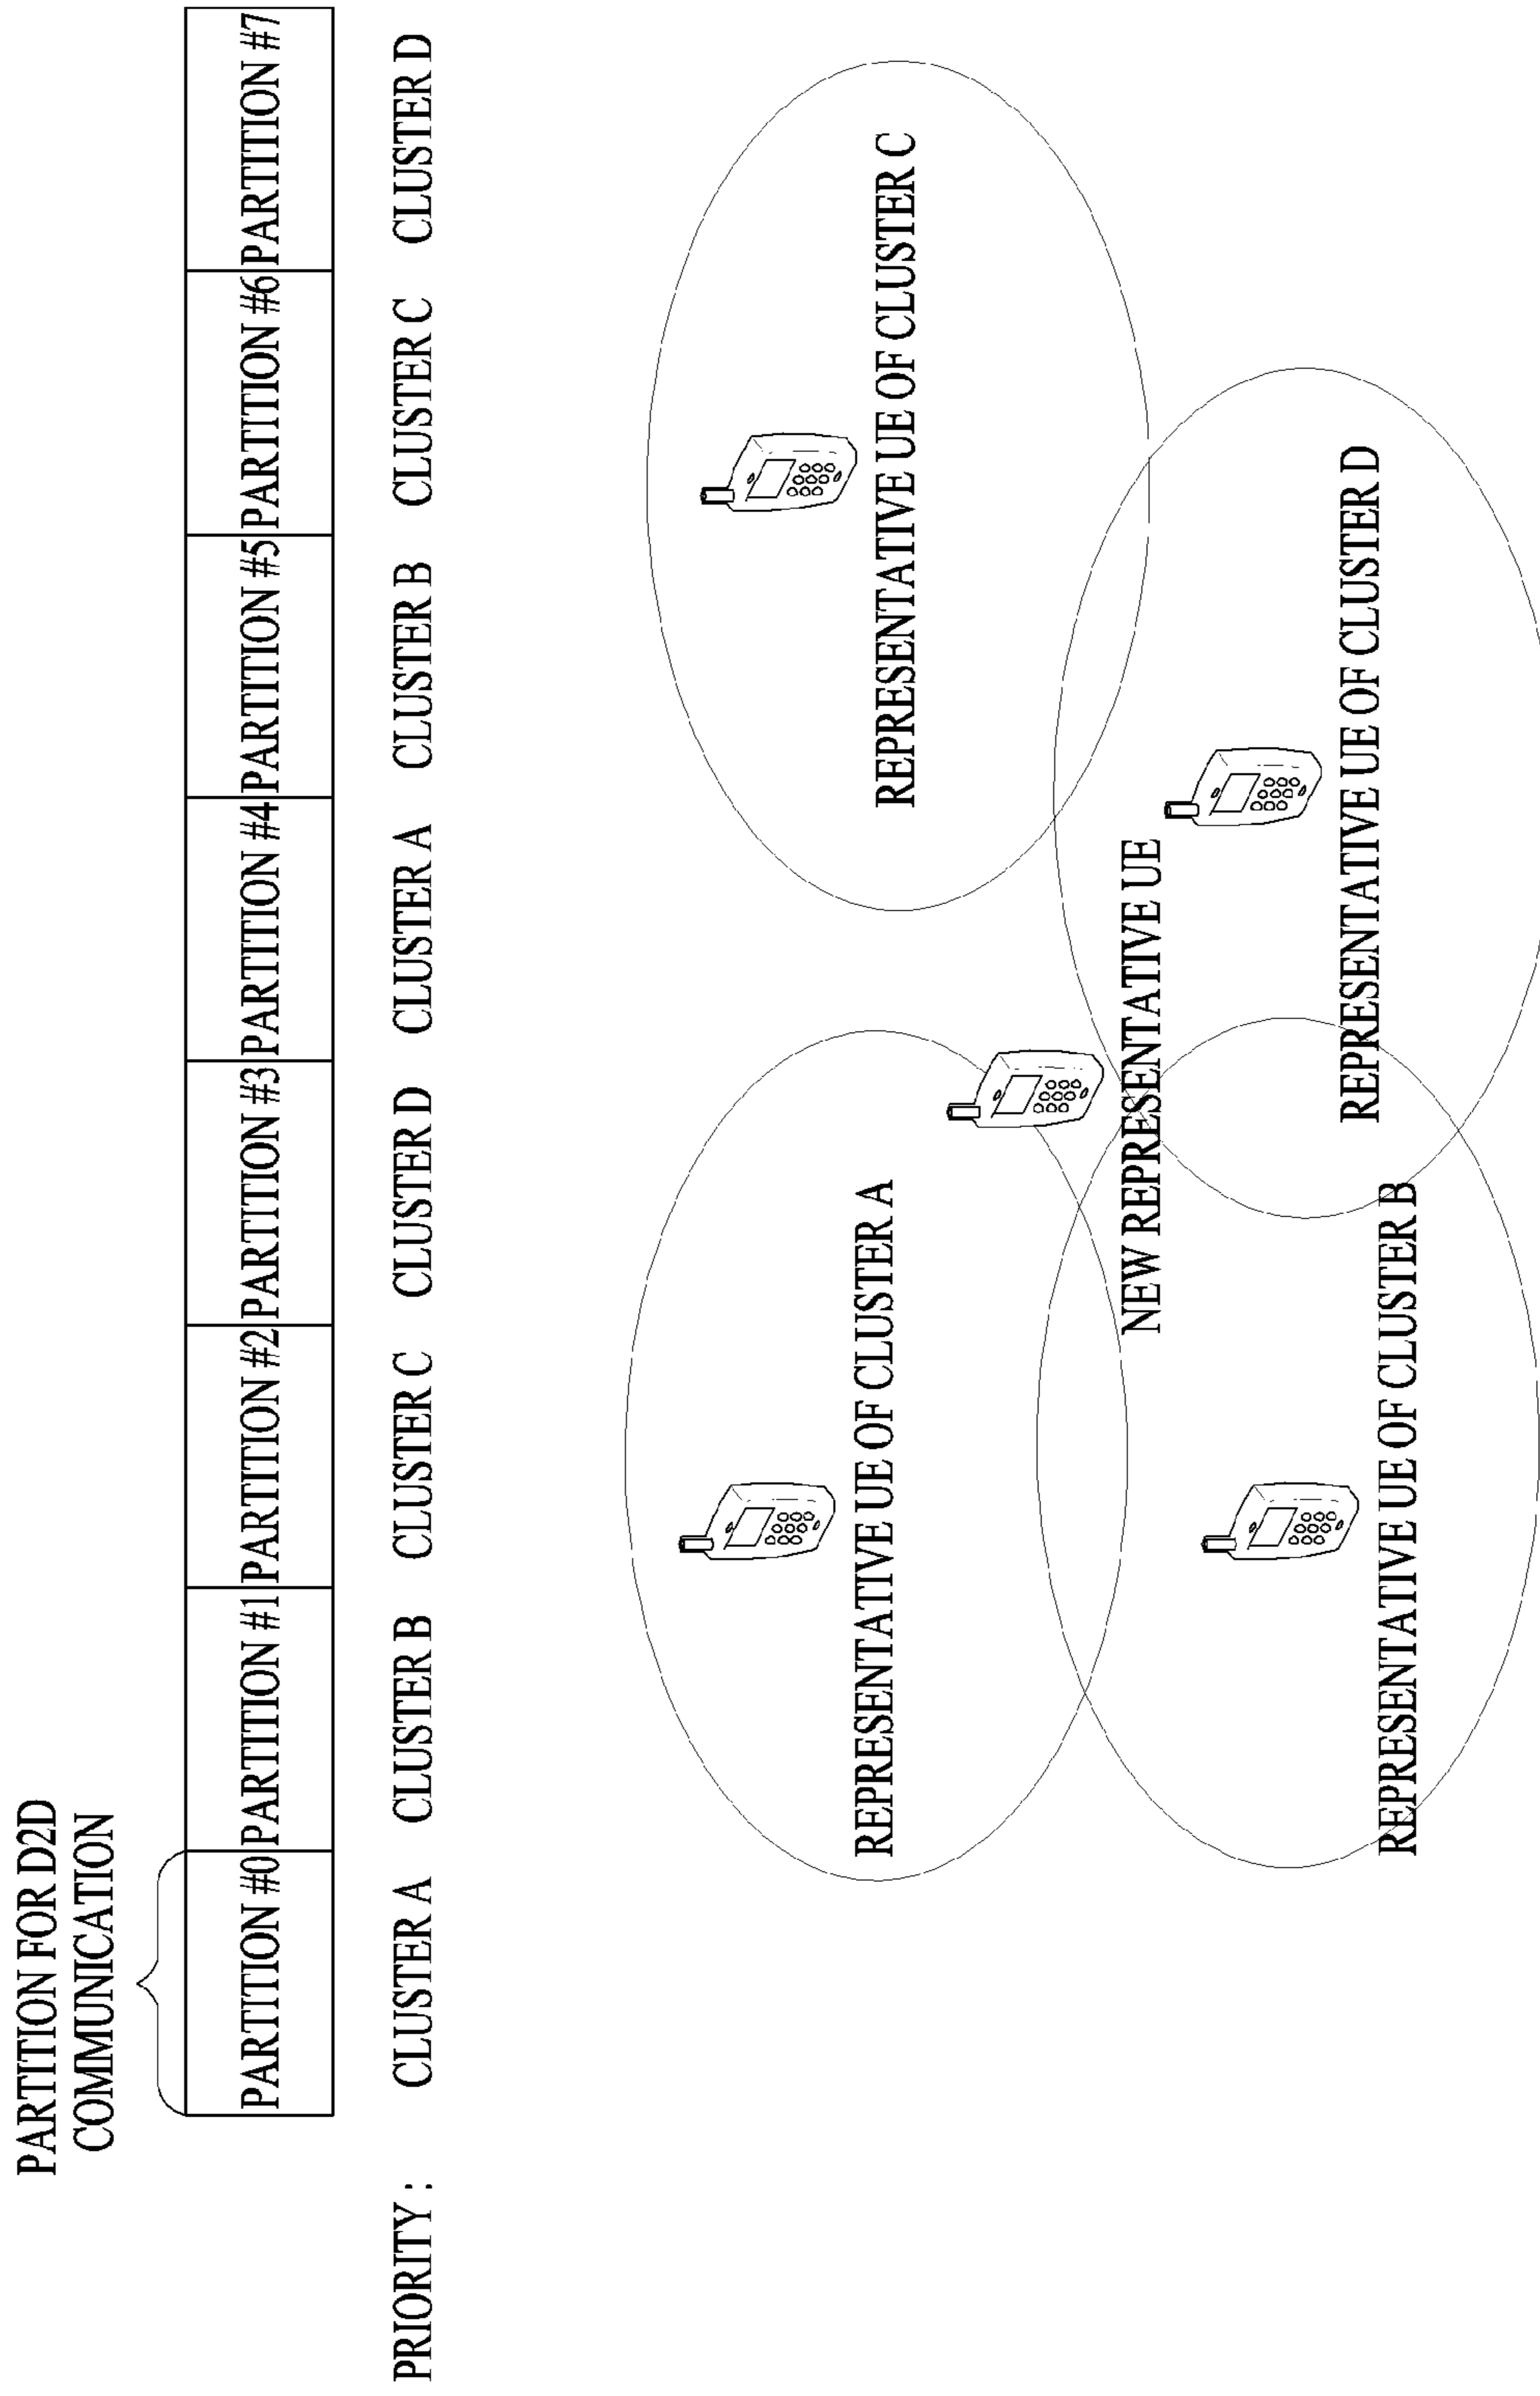 PARTITION FOR D2D
COMMUNICATION
PARTITION #0 PARTITION #1 PARTITION #2 PARTITION #3 PARTITION #4 PARTITION #5 PARTITION #6 PARTITION #7
PRIORITY : CLUSTER A CLUSTER B CLUSTER C CLUSTER D CLUSTER A CLUSTER B CLUSTER C CLUSTER D
REPRESENTATIVE UE OF CLUSTER A
REPRESENTATIVE UE OF CLUSTER C
NEW REPRESENTATIVE UE
REPRESENTATIVE UE OF CLUSTER B
REPRESENTATIVE UE OF CLUSTER D